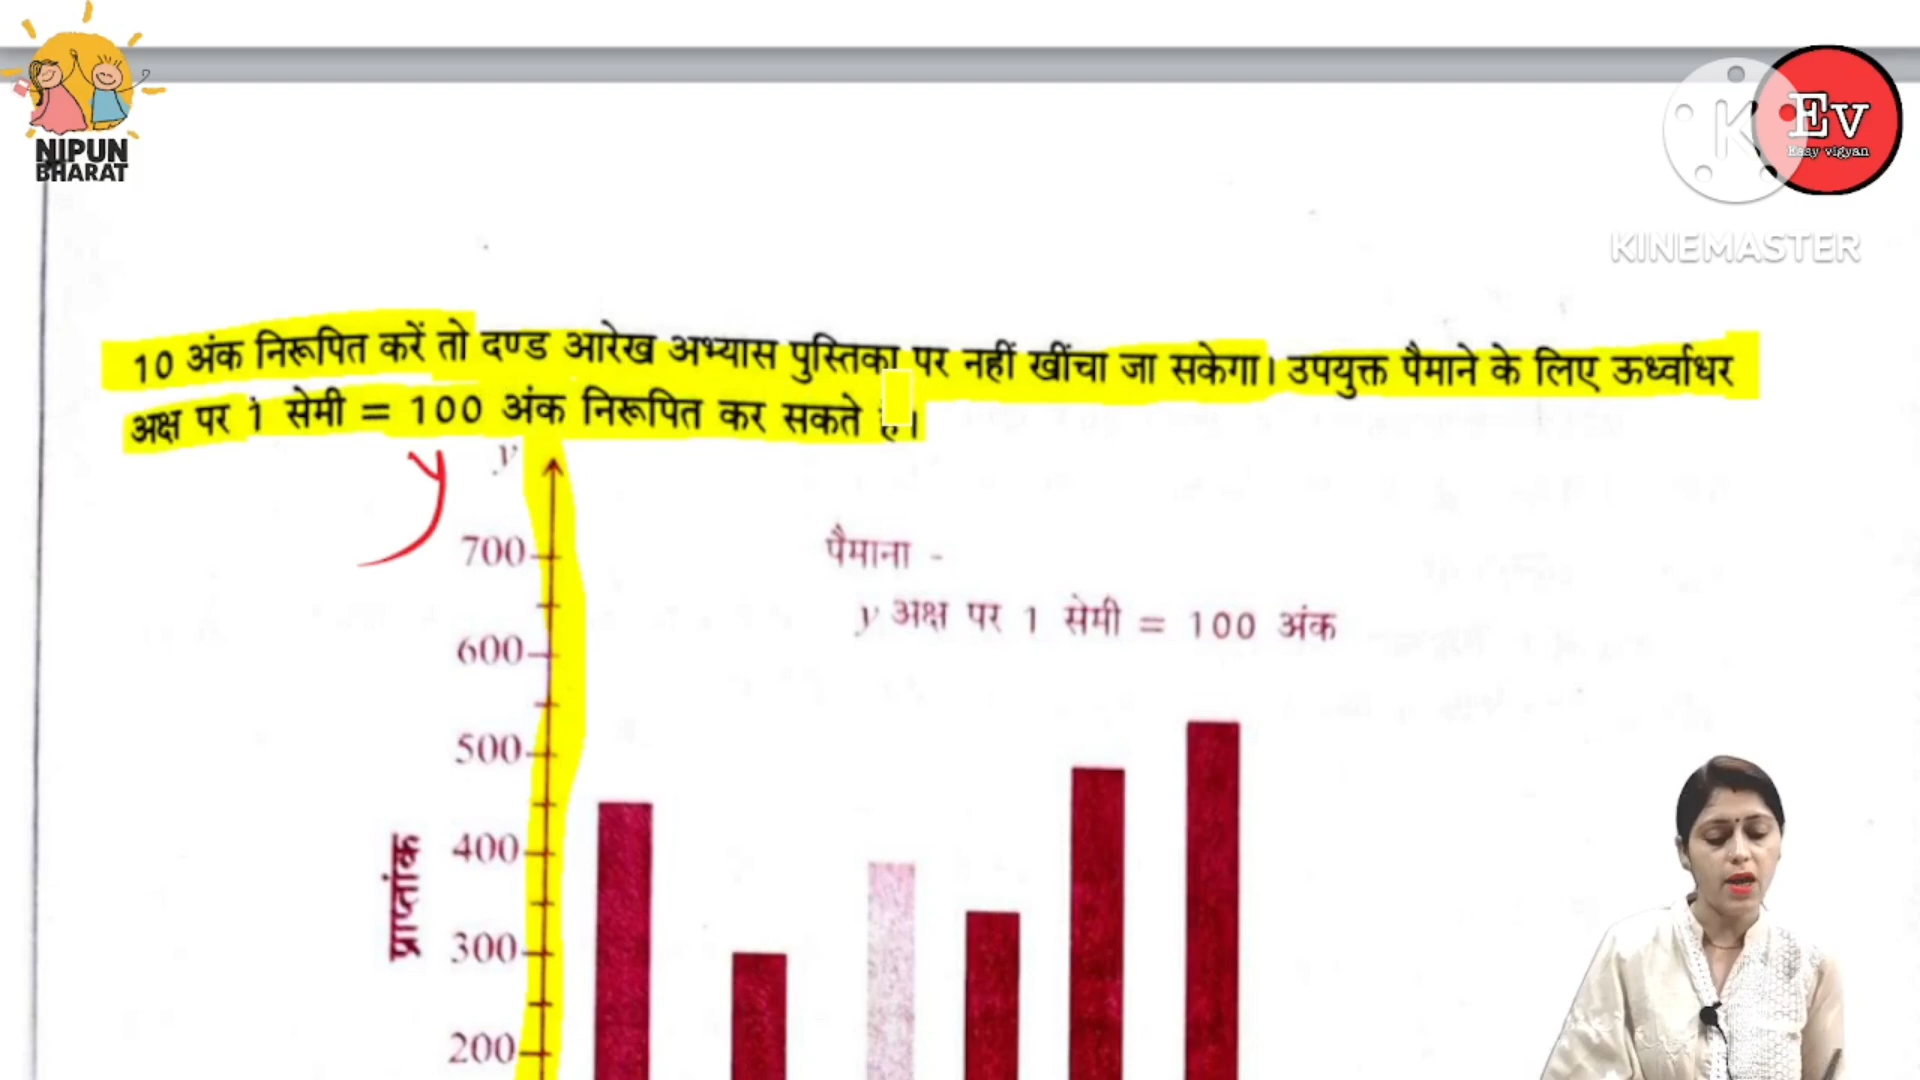 NIPUN
BHARAT
Ev
Easy vigyan
K
KINEMASTER
10 अंक निरूपित करें तो दण्ड आरेख अभ्यास पुस्तिका पर नहीं खींचा जा सकेगा। उपयुक्त पैमाने के लिए ऊर्ध्वाधर
अक्ष पर 1 सेमी = 100 अंक निरूपित कर सकते है।
y
y
पैमाना -
y अक्ष पर 1 सेमी = 100 अंक
700
600
500
400
300
200
प्राप्तांक